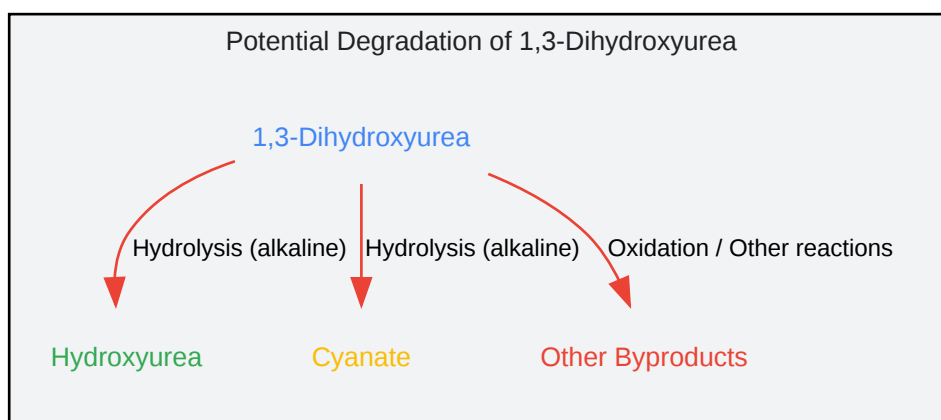 Potential Degradation of 1,3-Dihydroxyurea
1,3-Dihydroxyurea
Hydrolysis (alkaline)
Hydrolysis (alkaline)
Oxidation / Other reactions
Hydroxyurea
Cyanate
Other Byproducts